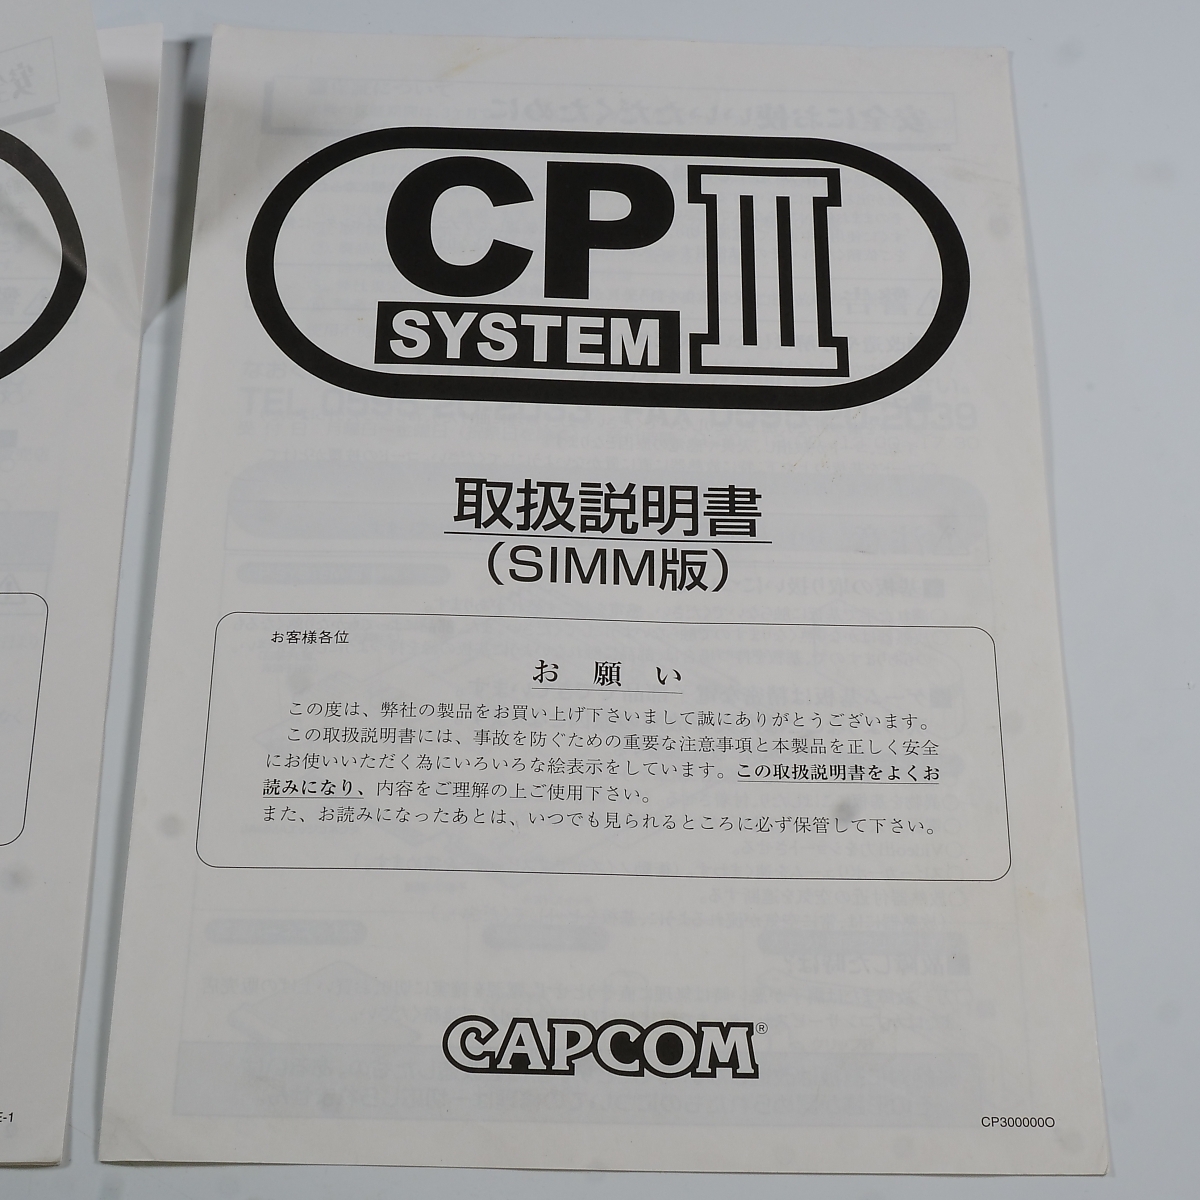 CP
SYSTEM
III
取扱説明書
(SIMM版)
お客様各位
お願い
この度は、弊社の製品をお買い上げ下さいまして誠にありがとうございます。
この取扱説明書には、事故を防ぐための重要な注意事項と本製品を正しく安全
にお使いいただく為にいろいろな絵表示をしています。この取扱説明書をよくお
読みになり、内容をご理解の上ご使用下さい。
また、お読みになったあとは、いつでも見られるところに必ず保管して下さい。
CAPCOM®
CP300000O
E-1